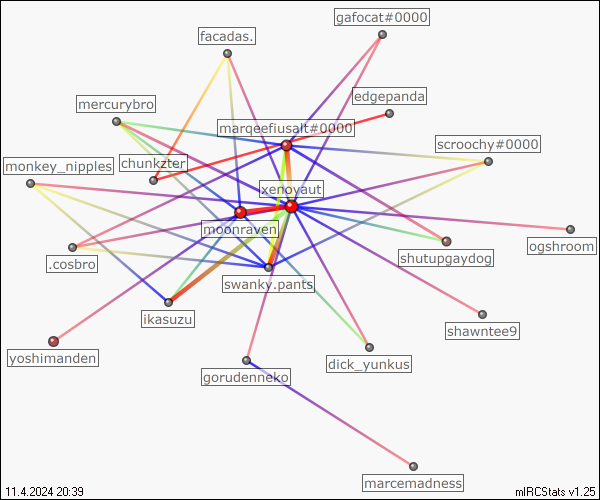 gafocat#0000
facadas.
edgepanda
mercurybro
marqeefiusalt#0000
scroochy#0000
chunkzter
monkey_nipples
xenoyaut
moonraven
ogshroom
.cosbro
shutupgaydog
swanky.pants
ikasuzu
shawntee9
yoshimanden
dick_yunkus
gorudenneko
marcemadness
11.4.2024 20:39
mIRCStats v1.25